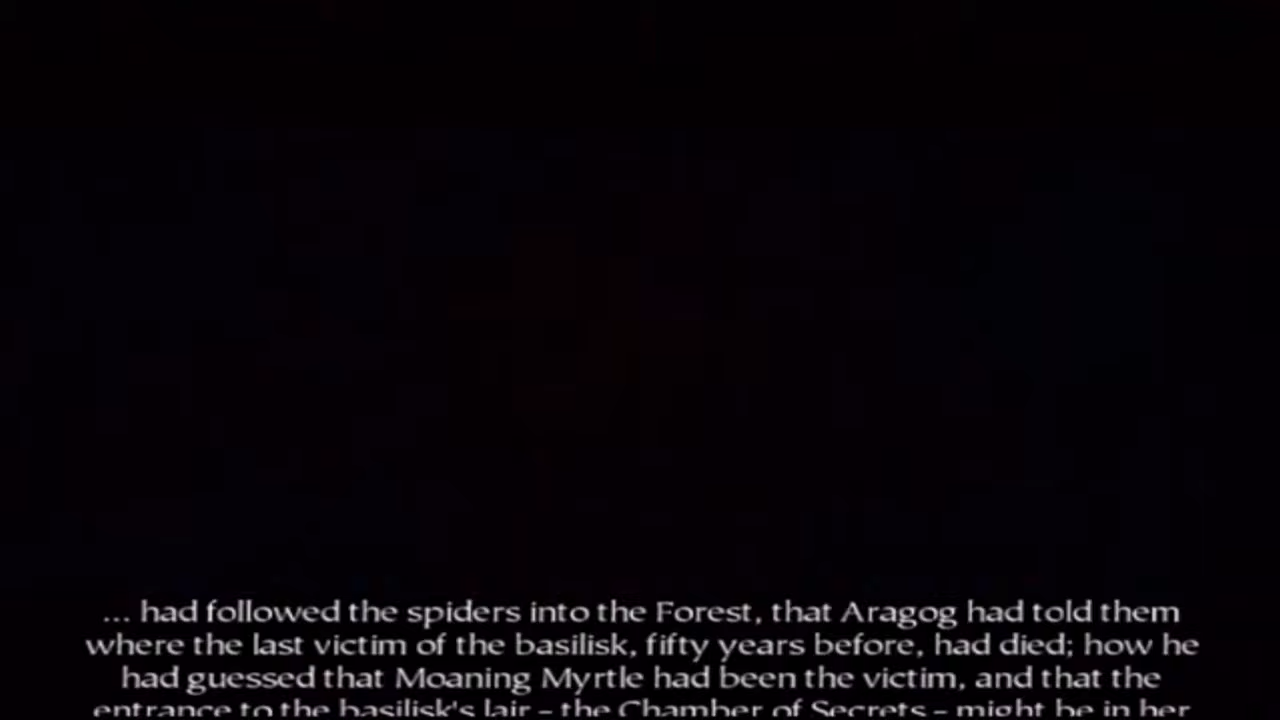 ... had followed the spiders into the Forest, that Aragog had told them
where the last victim of the basilisk, fifty years before, had died; how he
had guessed that Moaning Myrtle had been the victim, and that the
entrance to the basilisk's lair – the Chamber of Secrets – might be in her